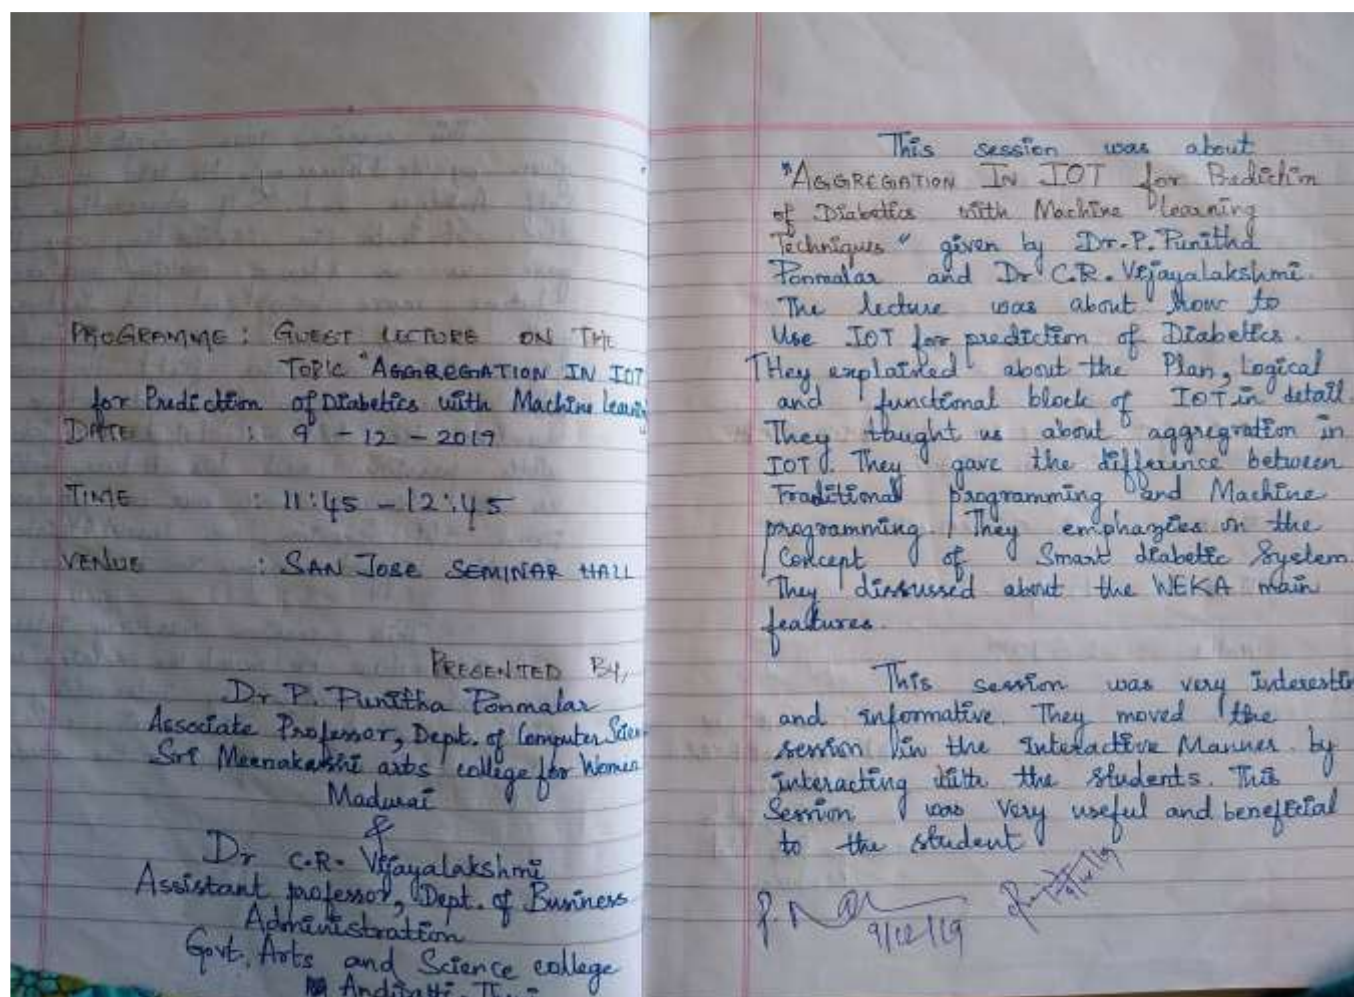 PROGRAMME : GUEST LECTURE ON THE
TOPIC "AGGREGATION IN IOT
for Prediction of Diabetics with Machine learning
DATE : 9 - 12 - 2019
TIME : 11:45 - 12:45
VENUE : SAN JOSE SEMINAR HALL
PRESENTED BY,
Dr P. Punitha Ponmalar
Associate Professor, Dept. of Computer Scien
Sri Meenakshi arts college for Women
Madurai
&
Dr C.R. Vijayalakshmi
Assistant professor, Dept. of Business
Administration
Govt. Arts and Science college
This session was about
"AGGREGATION IN IOT for Prediction
of Diabetics with Machine learning
Techniques" given by Dr. P. Punitha
Ponmalar and Dr C.R. Vijayalakshmi.
The lecture was about how to
Use IOT for prediction of Diabetics.
THey explained about the Plan, Logical
and functional block of IOT in detail.
They taught us about aggregration in
IOT. They gave the difference between
Traditional programming and Machine
programming. They emphazies on the
Concept of Smart diabetic System
They disussued about the WEKA main
features.
This session was very interestin
and informative. They moved the
session in the Interactive Manner by
interacting with the students. This
Session was very useful and beneficial
to the student
9/12/19